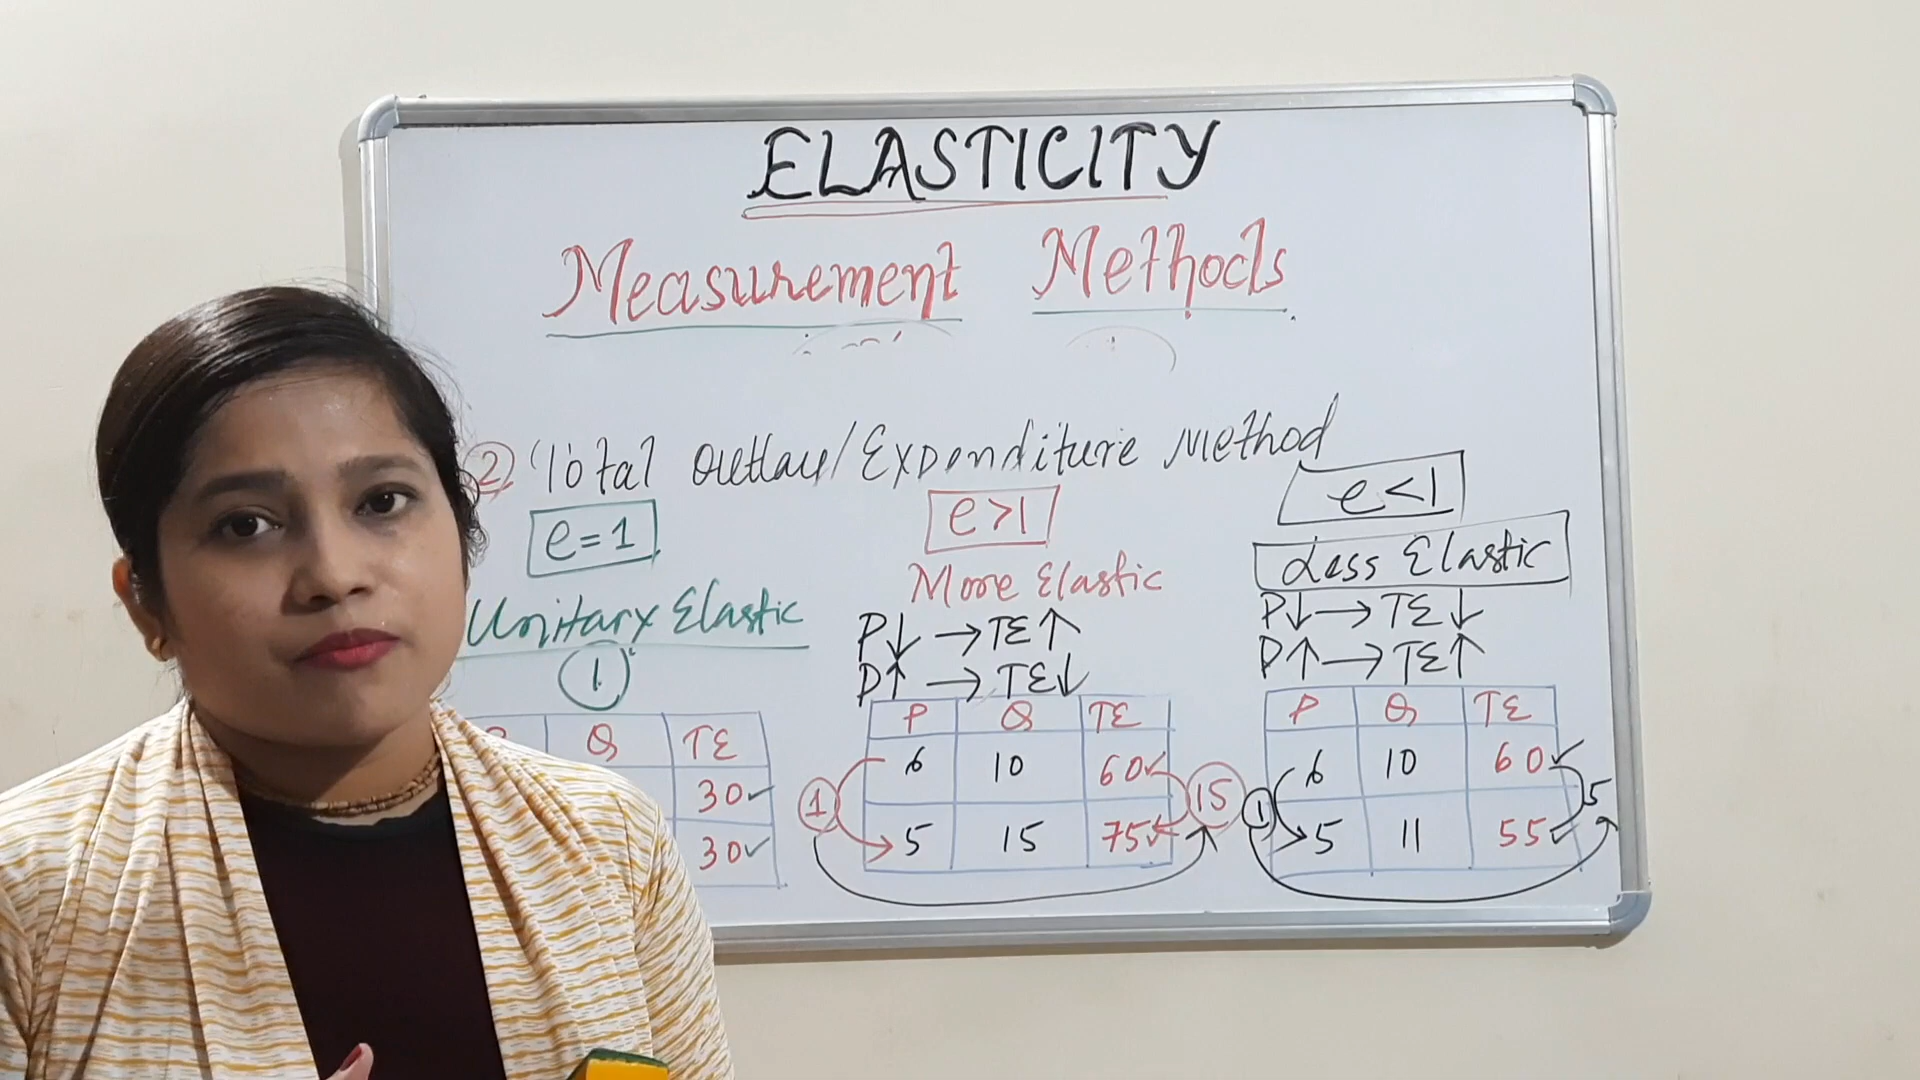 ELASTICITY
Measurement Methods
2 Total Outlay/Expenditure Method
e=1
Unitary Elastic
1
Q TE
30
30
e>1
More Elastic
P↓ → TE↑
P↑ → TE↓
P Q TE
6 10 60
5 15 75
1
15
e<1
Less Elastic
P↓ → TE↓
P↑ → TE↑
P Q TE
6 10 60
5 11 55
1
5